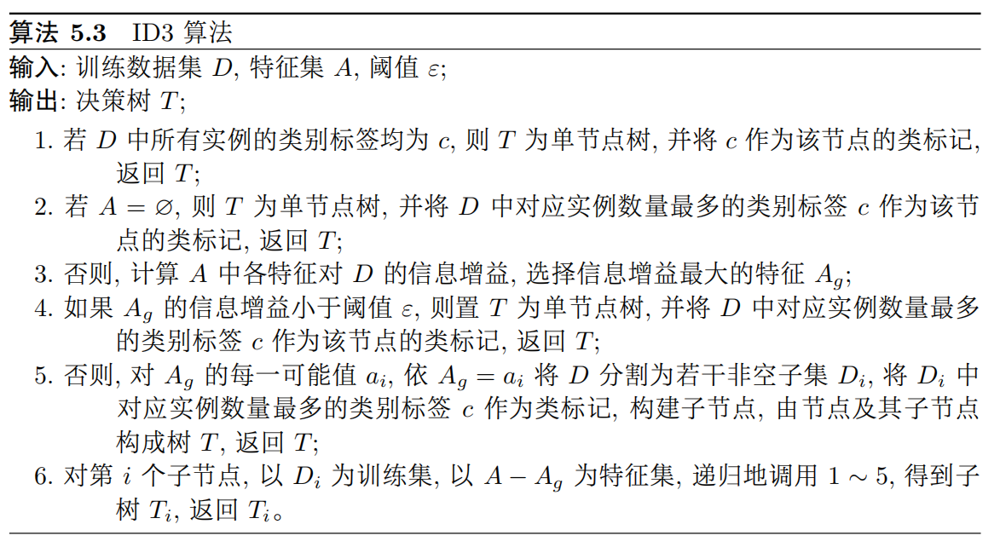 算法 5.3 ID3 算法
输入: 训练数据集 D, 特征集 A, 阈值 ε;
输出: 决策树 T;
1. 若 D 中所有实例的类别标签均为 c, 则 T 为单节点树, 并将 c 作为该节点的类标记,
返回 T;
2. 若 A = ∅, 则 T 为单节点树, 并将 D 中对应实例数量最多的类别标签 c 作为该节
点的类标记, 返回 T;
3. 否则, 计算 A 中各特征对 D 的信息增益, 选择信息增益最大的特征 A_g;
4. 如果 A_g 的信息增益小于阈值 ε, 则置 T 为单节点树, 并将 D 中对应实例数量最多
的类别标签 c 作为该节点的类标记, 返回 T;
5. 否则, 对 A_g 的每一可能值 a_i, 依 A_g = a_i 将 D 分割为若干非空子集 D_i, 将 D_i 中
对应实例数量最多的类别标签 c 作为类标记, 构建子节点, 由节点及其子节点
构成树 T, 返回 T;
6. 对第 i 个子节点, 以 D_i 为训练集, 以 A − A_g 为特征集, 递归地调用 1 ∼ 5, 得到子
树 T_i, 返回 T_i。